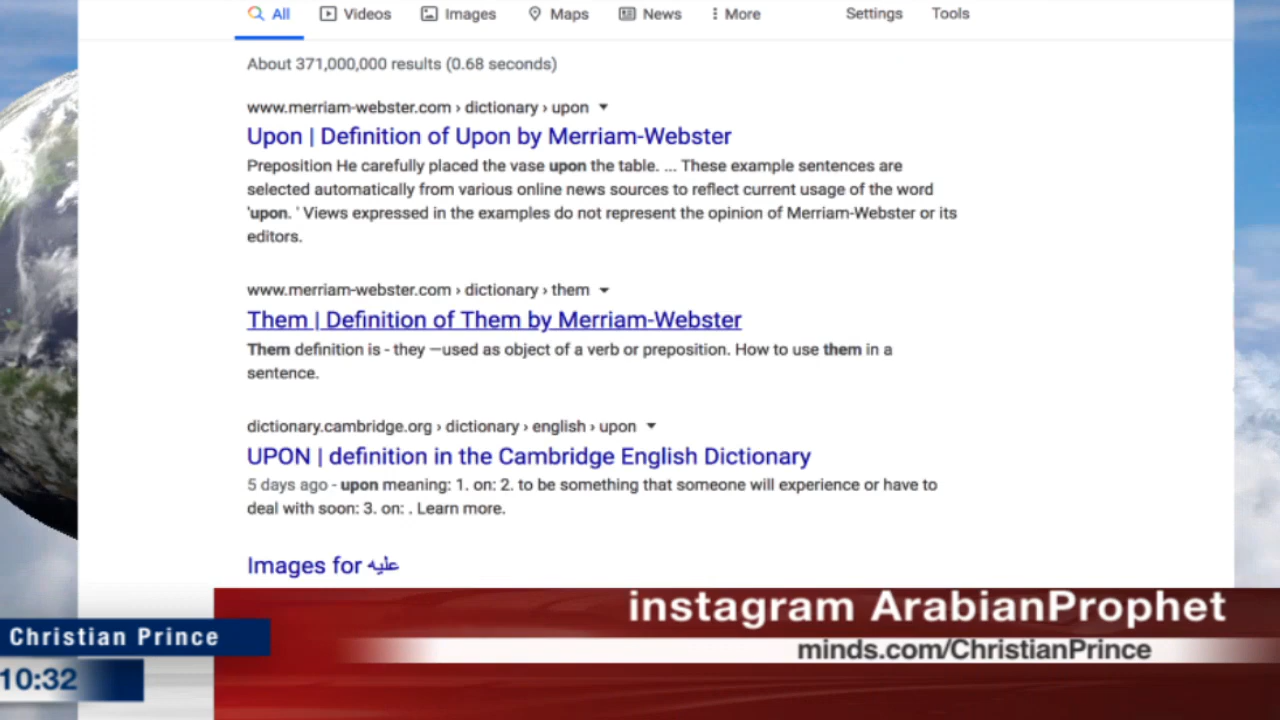 All Videos Images Maps News More Settings Tools
About 371,000,000 results (0.68 seconds)
www.merriam-webster.com › dictionary › upon
Upon | Definition of Upon by Merriam-Webster
Preposition He carefully placed the vase upon the table. ... These example sentences are
selected automatically from various online news sources to reflect current usage of the word
'upon. ' Views expressed in the examples do not represent the opinion of Merriam-Webster or its
editors.
www.merriam-webster.com › dictionary › them
Them | Definition of Them by Merriam-Webster
Them definition is - they —used as object of a verb or preposition. How to use them in a
sentence.
dictionary.cambridge.org › dictionary › english › upon
UPON | definition in the Cambridge English Dictionary
5 days ago - upon meaning: 1. on: 2. to be something that someone will experience or have to
deal with soon: 3. on: . Learn more.
Images for عليه
instagram ArabianProphet
Christian Prince
minds.com/ChristianPrince
10:32